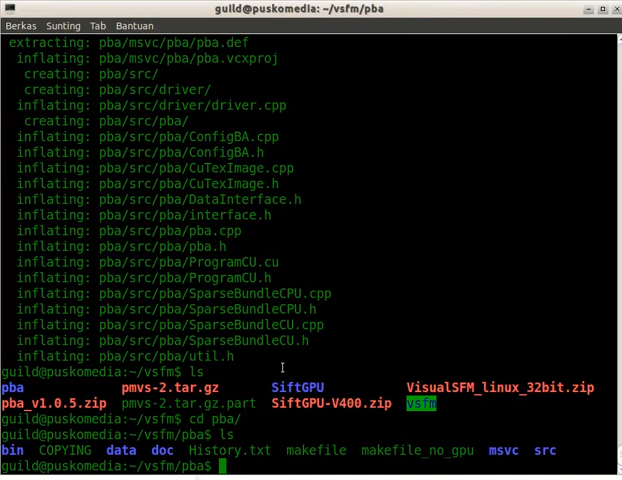 guild@puskomedia: ~/vsfm/pba
Berkas Sunting Tab Bantuan
extracting: pba/msvc/pba/pba.def
inflating: pba/msvc/pba/pba.vcxproj
creating: pba/src/
creating: pba/src/driver/
inflating: pba/src/driver/driver.cpp
creating: pba/src/pba/
inflating: pba/src/pba/ConfigBA.cpp
inflating: pba/src/pba/ConfigBA.h
inflating: pba/src/pba/CuTexImage.cpp
inflating: pba/src/pba/CuTexImage.h
inflating: pba/src/pba/DataInterface.h
inflating: pba/src/pba/interface.h
inflating: pba/src/pba/pba.cpp
inflating: pba/src/pba/pba.h
inflating: pba/src/pba/ProgramCU.cu
inflating: pba/src/pba/ProgramCU.h
inflating: pba/src/pba/SparseBundleCPU.cpp
inflating: pba/src/pba/SparseBundleCPU.h
inflating: pba/src/pba/SparseBundleCU.cpp
inflating: pba/src/pba/SparseBundleCU.h
inflating: pba/src/pba/util.h
guild@puskomedia:~/vsfm$ ls
pba pmvs-2.tar.gz SiftGPU VisualSFM_linux_32bit.zip
pba_v1.0.5.zip pmvs-2.tar.gz.part SiftGPU-V400.zip vsfm
guild@puskomedia:~/vsfm$ cd pba/
guild@puskomedia:~/vsfm/pba$ ls
bin COPYING data doc History.txt makefile makefile_no_gpu msvc src
guild@puskomedia:~/vsfm/pba$